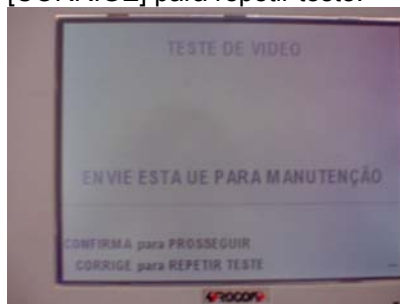 [CORRIGE] para repetir teste.
TESTE DE VIDEO
ENVIE ESTA UE PARA MANUTENÇÃO
CONFIRMA para PROSSEGUIR
CORRIGE para REPETIR TESTE
PROCOMP